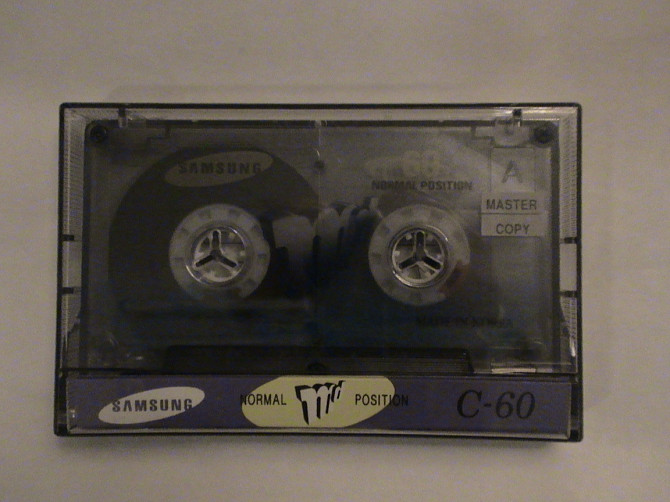 SAMSUNG
60
NORMAL POSITION
A
MASTER
COPY
SAMSUNG
NORMAL
POSITION
C-60